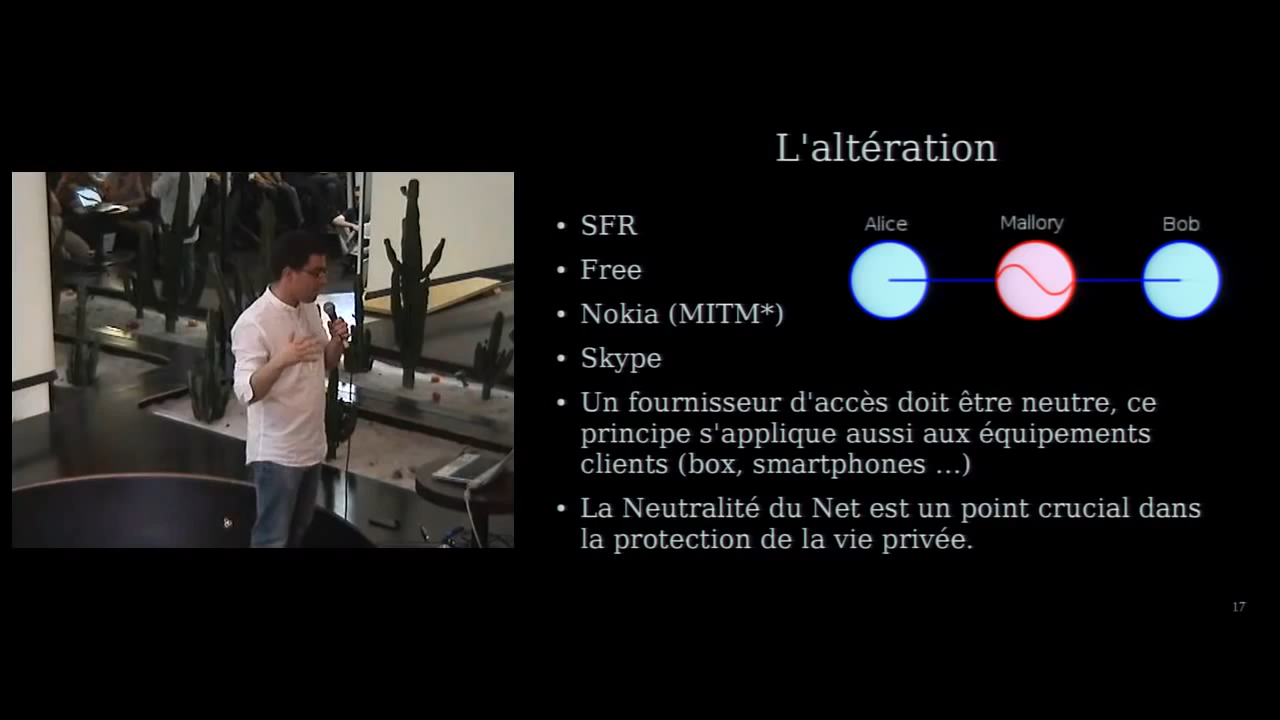 L'altération
• SFR
• Free
• Nokia (MITM*)
• Skype
Alice
Mallory
Bob
• Un fournisseur d'accès doit être neutre, ce
principe s'applique aussi aux équipements
clients (box, smartphones ...)
• La Neutralité du Net est un point crucial dans
la protection de la vie privée.
17